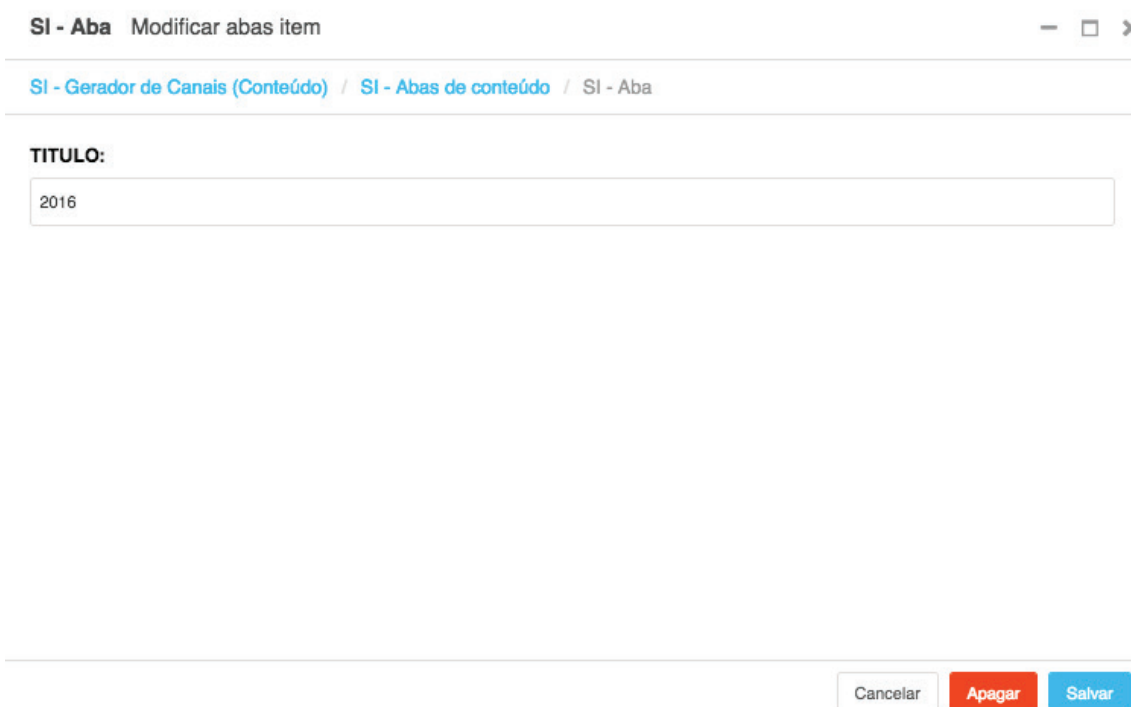 SI - Aba Modificar abas item
SI - Gerador de Canais (Conteúdo) / SI - Abas de conteúdo / SI - Aba
TITULO:
2016
Cancelar Apagar Salvar